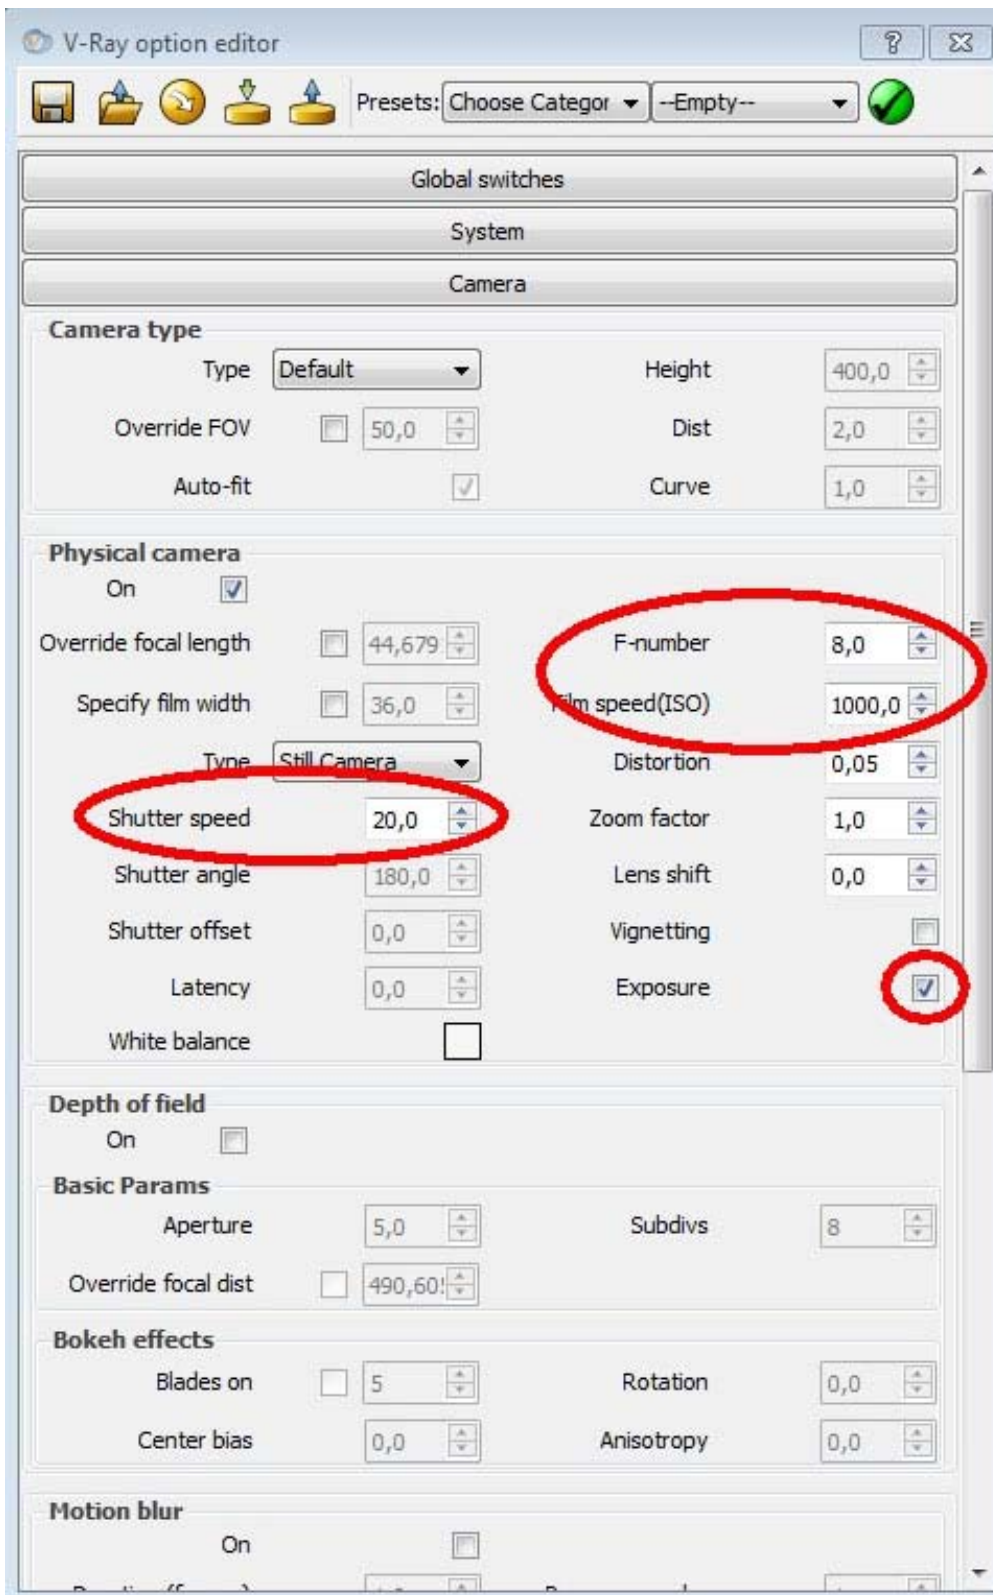 V-Ray option editor
Presets: Choose Categor --Empty--
Global switches
System
Camera
Camera type
Type Default Height 400,0
Override FOV 50,0 Dist 2,0
Auto-fit Curve 1,0
Physical camera
On
Override focal length 44,679 F-number 8,0
Specify film width 36,0 Film speed(ISO) 1000,0
Type Still Camera Distortion 0,05
Shutter speed 20,0 Zoom factor 1,0
Shutter angle 180,0 Lens shift 0,0
Shutter offset 0,0 Vignetting
Latency 0,0 Exposure
White balance
Depth of field
On
Basic Params
Aperture 5,0 Subdivs 8
Override focal dist 490,60
Bokeh effects
Blades on 5 Rotation 0,0
Center bias 0,0 Anisotropy 0,0
Motion blur
On